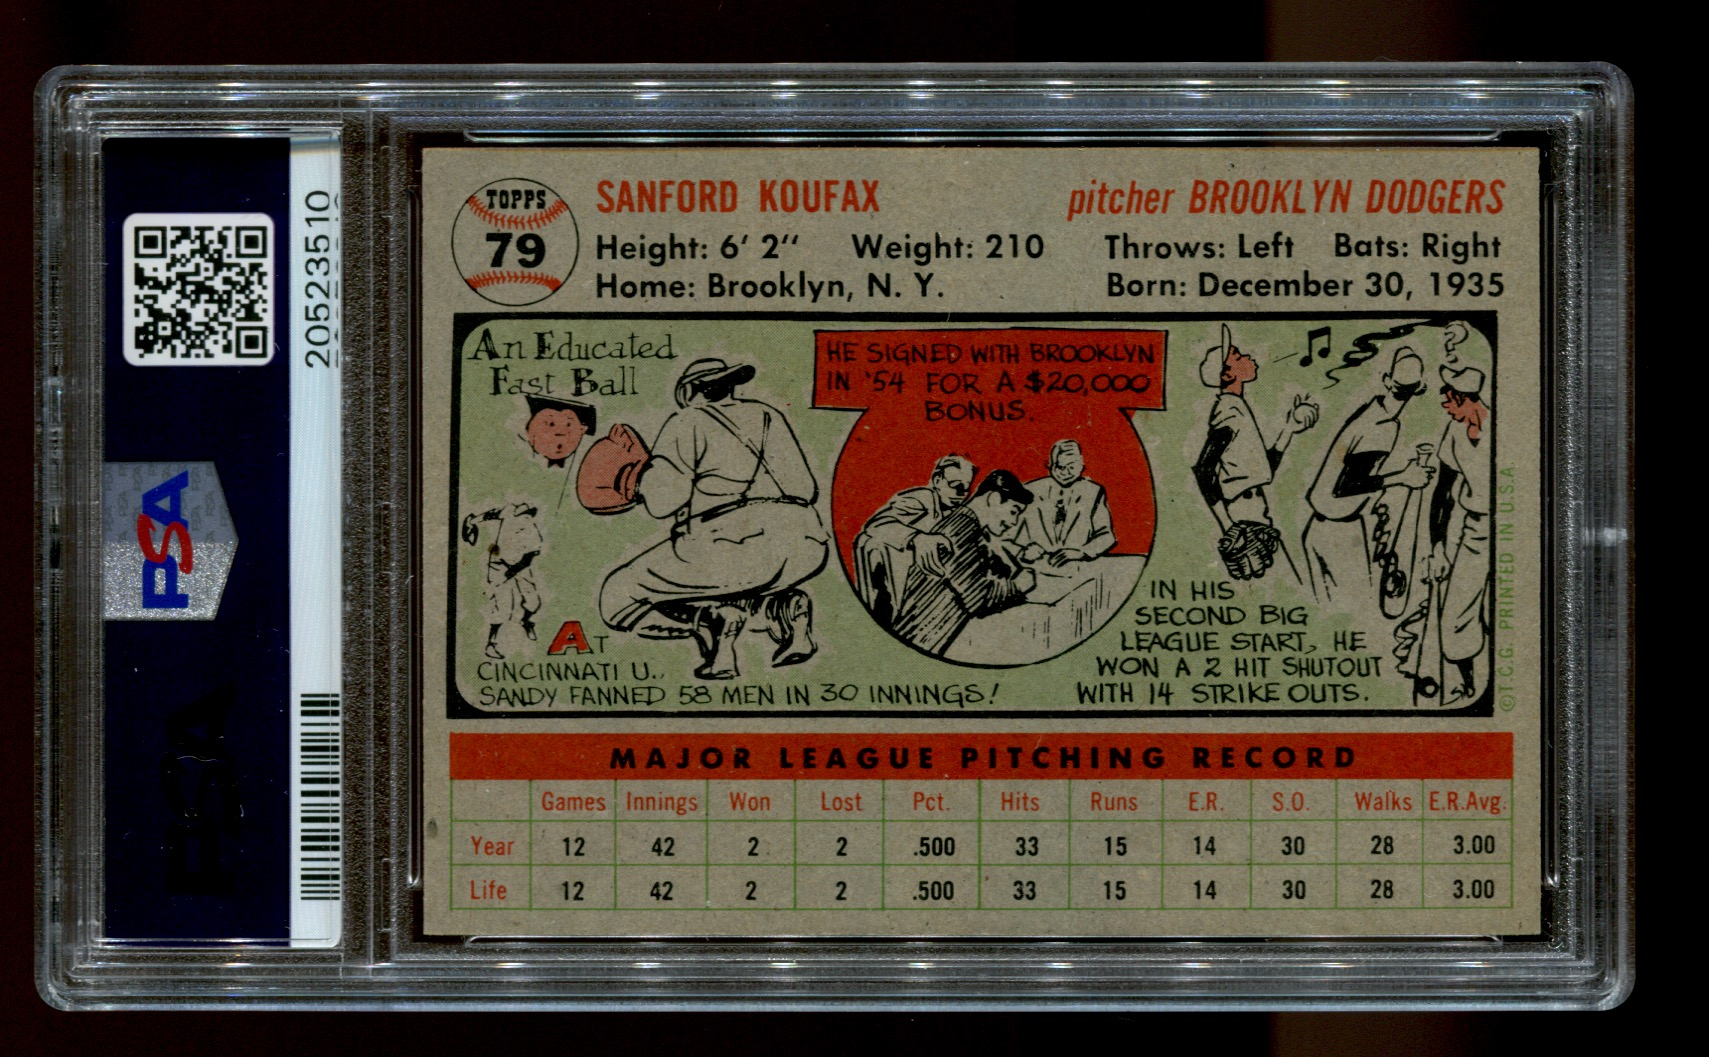 20523510
PSA
TOPPS
79
SANFORD KOUFAX
pitcher BROOKLYN DODGERS
Height: 6' 2'' Weight: 210 Throws: Left Bats: Right
Home: Brooklyn, N. Y. Born: December 30, 1935
An Educated
Fast Ball
HE SIGNED WITH BROOKLYN
IN '54 FOR A $20,000
BONUS.
AT
CINCINNATI U.,
SANDY FANNED 58 MEN IN 30 INNINGS!
IN HIS
SECOND BIG
LEAGUE START, HE
WON A 2 HIT SHUTOUT
WITH 14 STRIKE OUTS.
©T.C.G. PRINTED IN U.S.A.
MAJOR LEAGUE PITCHING RECORD
Games Innings Won Lost Pct. Hits Runs E.R. S.O. Walks E.R.Avg.
Year 12 42 2 2 .500 33 15 14 30 28 3.00
Life 12 42 2 2 .500 33 15 14 30 28 3.00